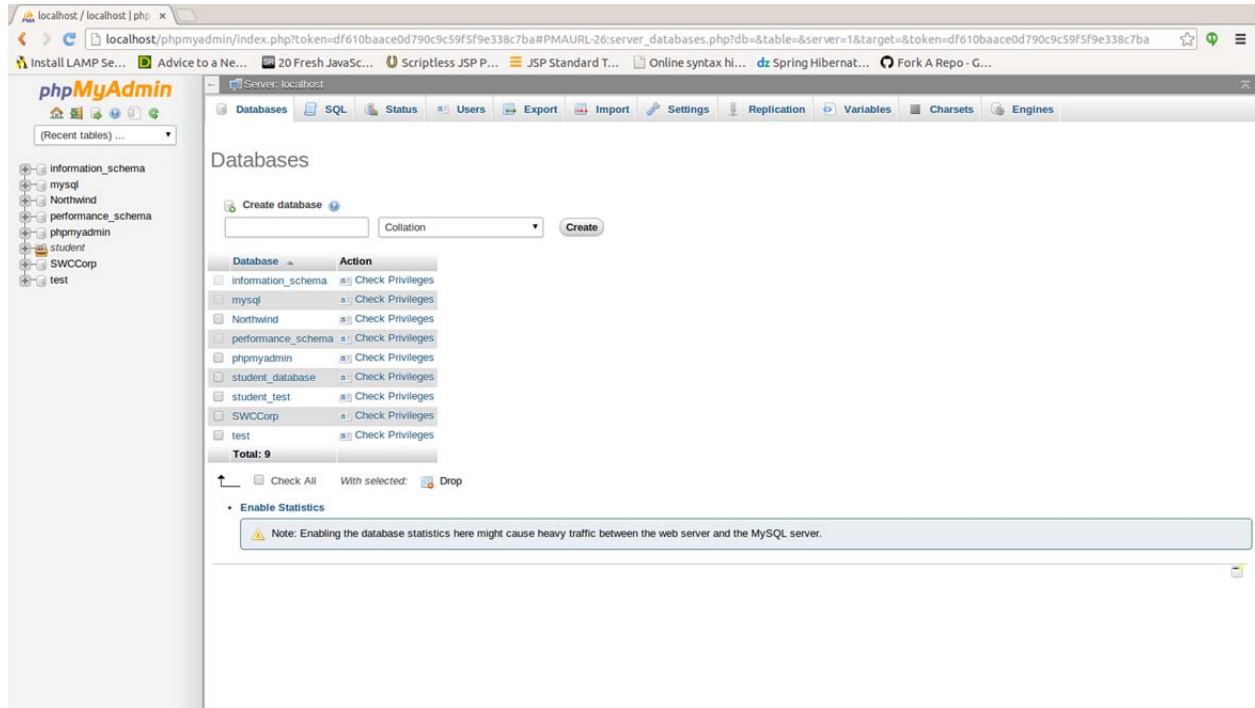 localhost / localhost | php
localhost/phpmyadmin/index.php?token=df610baace0d790c9c59f5f9e338c7ba#PMAURL-26:server_databases.php?db=&table=&server=1&target=&token=df610baace0d790c9c59f5f9e338c7ba
Install LAMP Se... Advice to a Ne... 20 Fresh JavaSc... Scriptless JSP P... JSP Standard T... Online syntax hi... dz Spring Hibernat... Fork A Repo · G...
phpMyAdmin
(Recent tables) ...
information_schema
mysql
Northwind
performance_schema
phpmyadmin
student
SWCCorp
test
Server: localhost
Databases SQL Status Users Export Import Settings Replication Variables Charsets Engines
Databases
Create database
Collation Create
Database Action
information_schema Check Privileges
mysql Check Privileges
Northwind Check Privileges
performance_schema Check Privileges
phpmyadmin Check Privileges
student_database Check Privileges
student_test Check Privileges
SWCCorp Check Privileges
test Check Privileges
Total: 9
Check All With selected: Drop
• Enable Statistics
Note: Enabling the database statistics here might cause heavy traffic between the web server and the MySQL server.